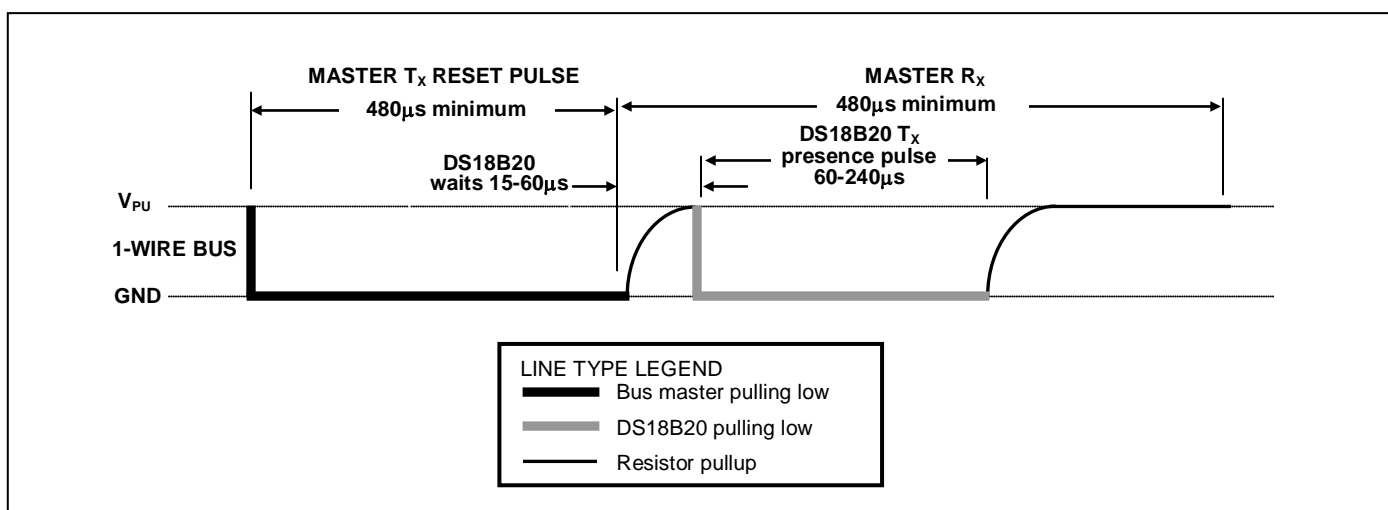 MASTER TX RESET PULSE
480μs minimum
MASTER RX
480μs minimum
DS18B20 TX
presence pulse
60-240μs
DS18B20
waits 15-60μs
VPU
1-WIRE BUS
GND
LINE TYPE LEGEND
Bus master pulling low
DS18B20 pulling low
Resistor pullup